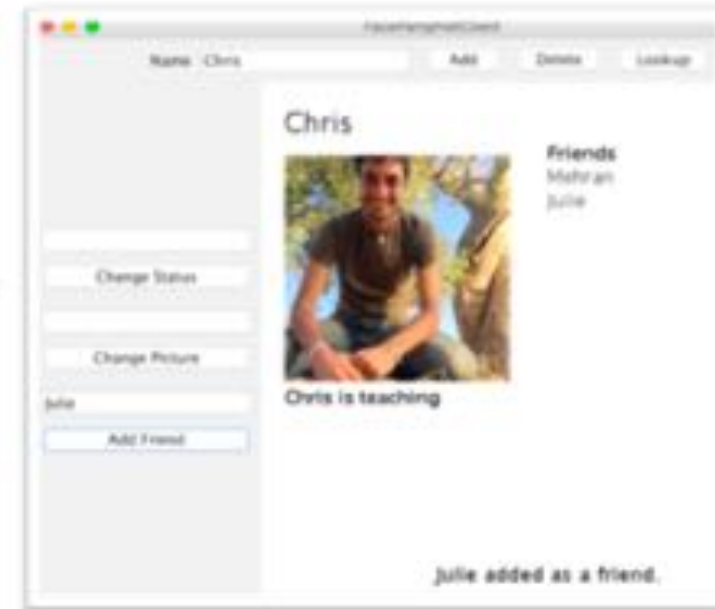 Name Chris Add Delete Lookup
Chris
Friends
Mehran
Julie
Change Status
Change Picture
Chris is teaching
Julie
Add Friend
Julie added as a friend.